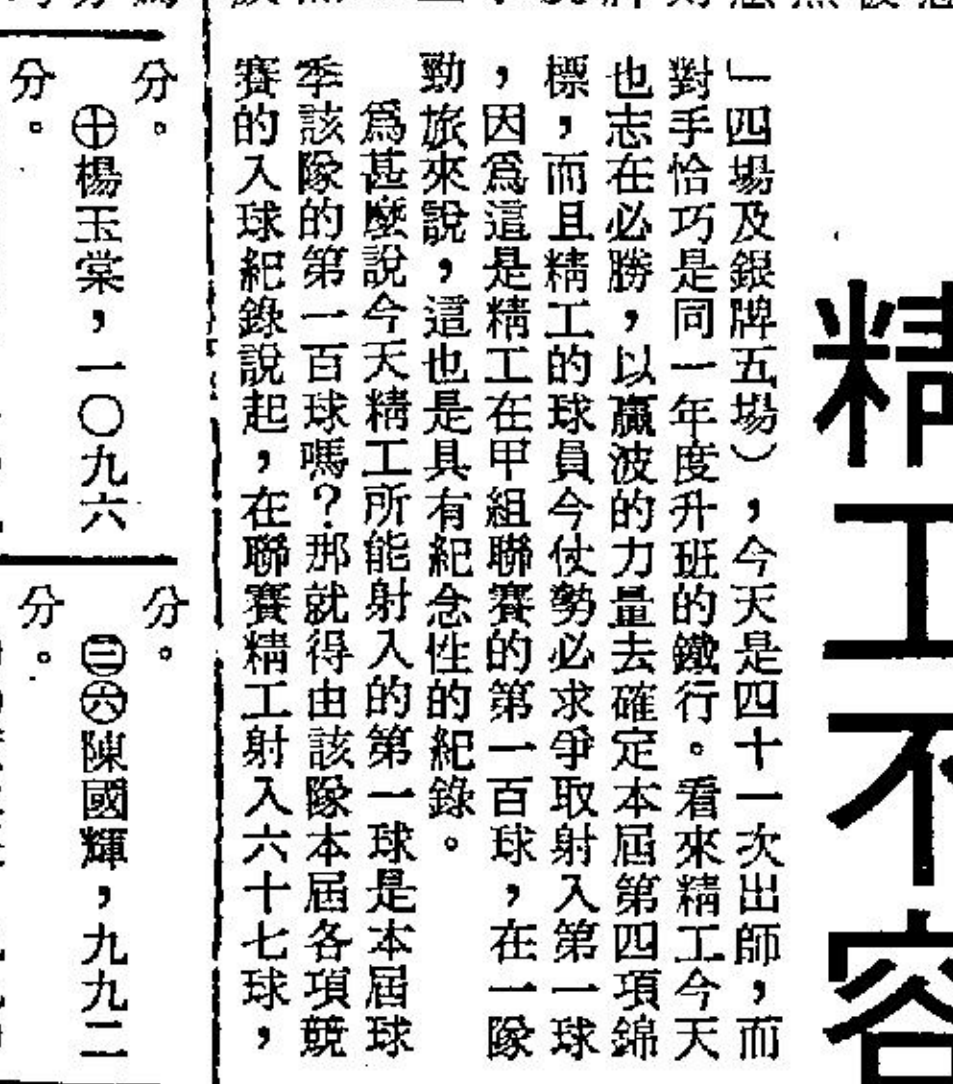 精工不容
」四場及銀牌五場），今天是四十一次出師，而
對手恰巧是同一年度升班的鐵行。看來精工今天
也志在必勝，以贏波的力量去確定本屆第四項錦
標，而且精工的球員今仗勢必求爭取射入第一球
，因爲這是精工在甲組聯賽的第一百球，在一隊
勁旅來說，這也是具有紀念性的紀錄。
爲甚麽說今天精工所能射入的第一球是本屆球
季該隊的第一百球嗎？那就得由該隊本屆各項競
賽的入球紀錄說起，在聯賽精工射入六十七球，
分。
㊉楊玉棠，一〇九六
分。
分。
㊂㊅陳國輝，九九二
分。